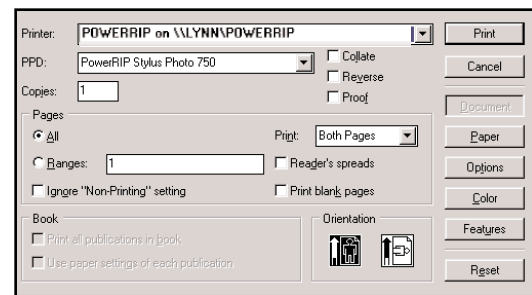 Printer: POWERRIP on \\LYNN\POWERRIP Print
PPD: PowerRIP Stylus Photo 750 Collate Cancel
Reverse
Copies: 1 Proof Document
Pages
All Print: Both Pages Paper
Ranges: 1 Reader's spreads Options
Ignore "Non-Printing" setting Print blank pages Color
Book Orientation Features
Print all publications in book
Use paper settings of each publication Reset